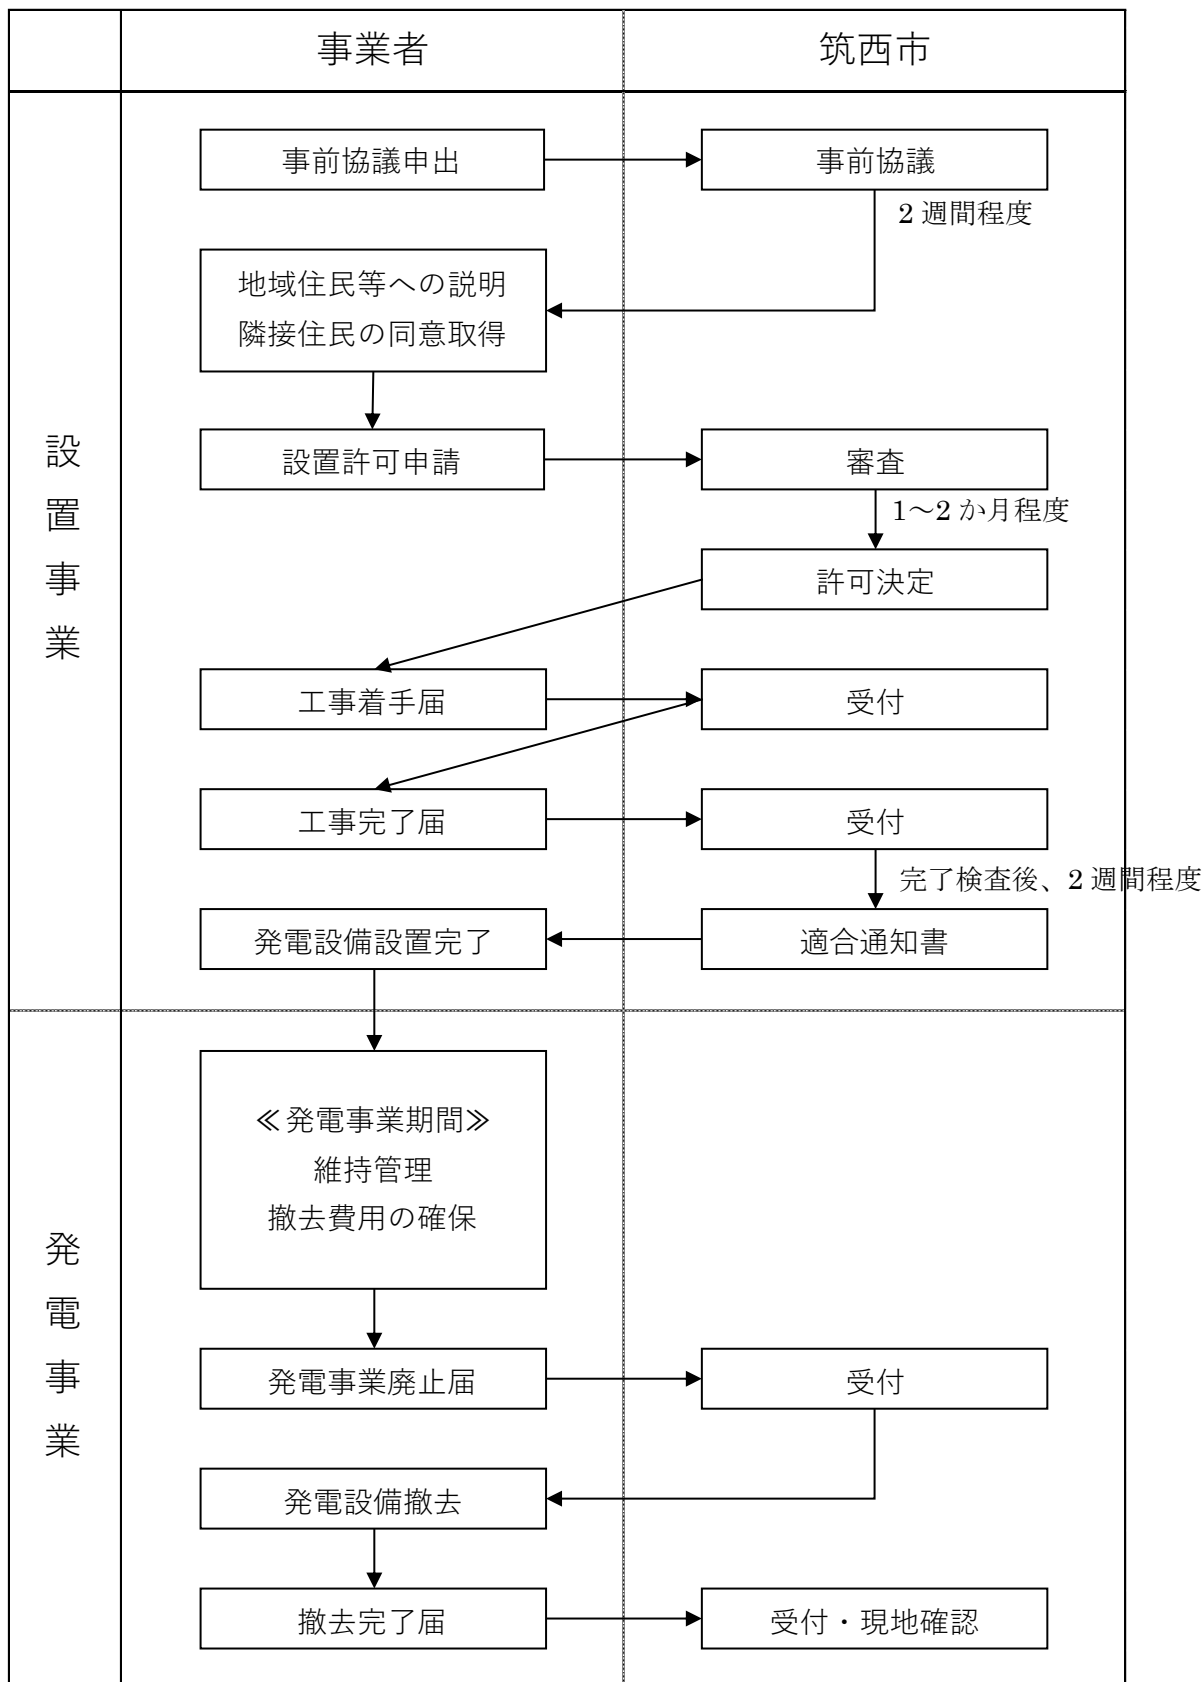 事業者
筑西市
設置事業
事前協議申出
事前協議
2 週間程度
地域住民等への説明
隣接住民の同意取得
設置許可申請
審査
1～2 か月程度
許可決定
工事着手届
受付
工事完了届
受付
完了検査後、2 週間程度
発電設備設置完了
適合通知書
発電事業
≪発電事業期間≫
維持管理
撤去費用の確保
発電事業廃止届
受付
発電設備撤去
撤去完了届
受付・現地確認